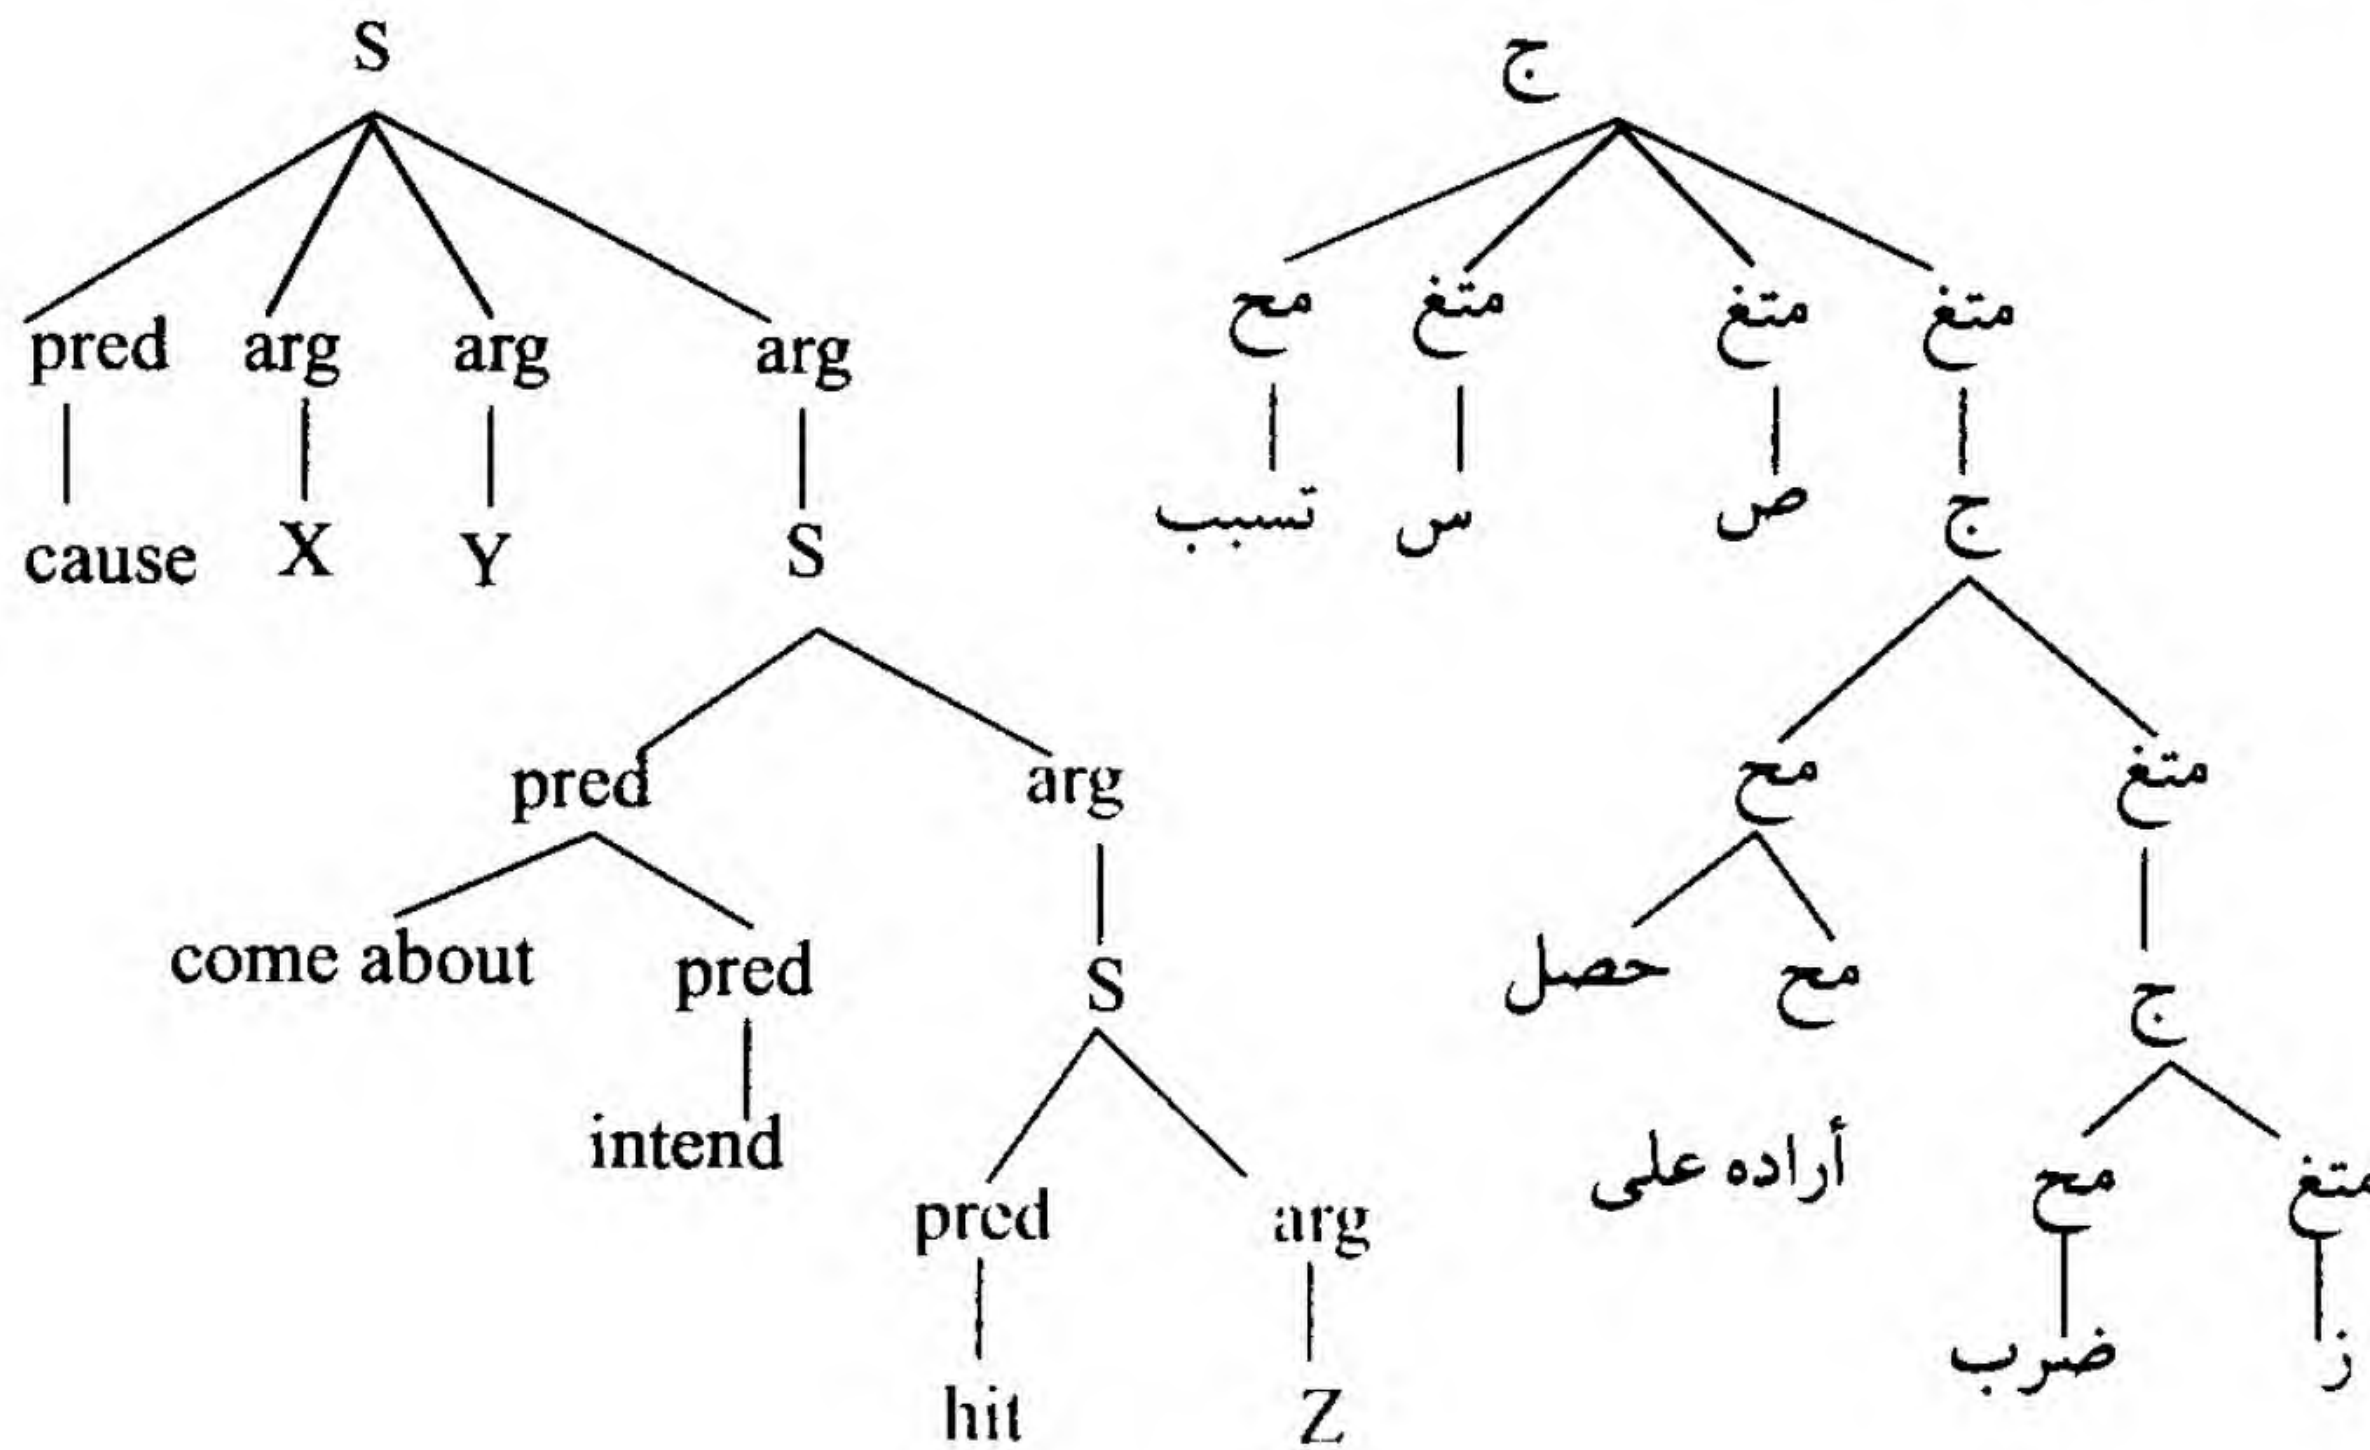 S
pred arg arg arg
cause X Y S
pred arg
come about pred S
intend
pred arg
hit Z
ج
مح متغ متغ متغ
تسبب س ص ج
مح متغ
حصل مح ج
أراده على مح متغ
ضرب ز